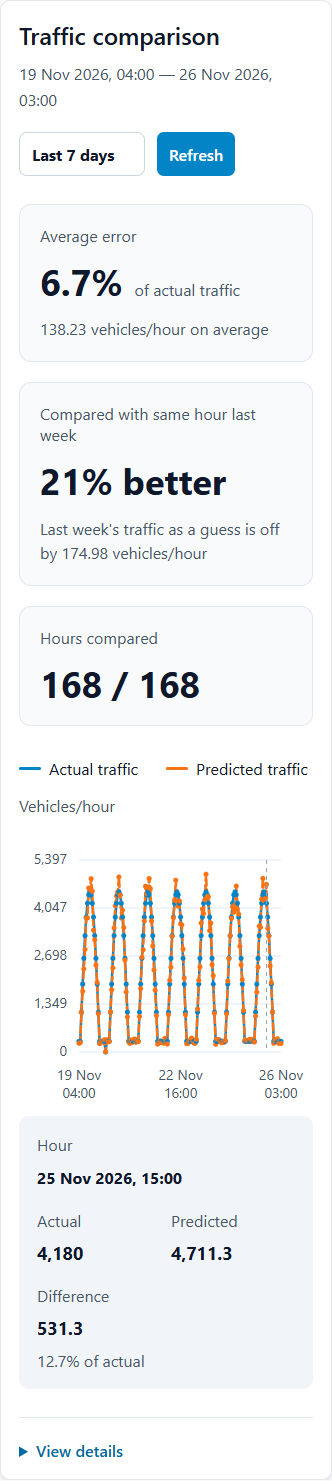 Traffic comparison
19 Nov 2026, 04:00 — 26 Nov 2026,
03:00
Last 7 days
Refresh
Average error
6.7% of actual traffic
138.23 vehicles/hour on average
Compared with same hour last
week
21% better
Last week's traffic as a guess is off
by 174.98 vehicles/hour
Hours compared
168 / 168
Actual traffic
Predicted traffic
Vehicles/hour
5,397
4,047
2,698
1,349
0
19 Nov
04:00
22 Nov
16:00
26 Nov
03:00
Hour
25 Nov 2026, 15:00
Actual
4,180
Predicted
4,711.3
Difference
531.3
12.7% of actual
View details